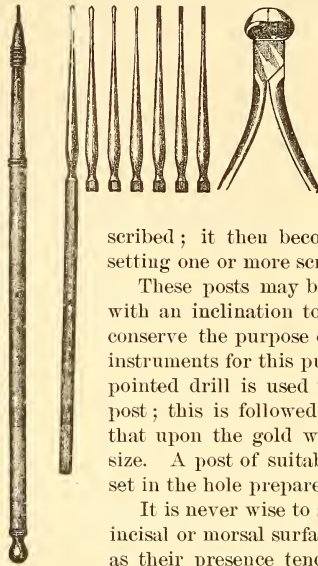 scribed ; it then beco
setting one or more scr
These posts may b
with an inclination to
conserve the purpose
instruments for this pu
pointed drill is used
post ; this is followed
that upon the gold w
size. A post of suitab
set in the hole prepare
It is never wise to
incisal or morsal surfa
as their presence tend